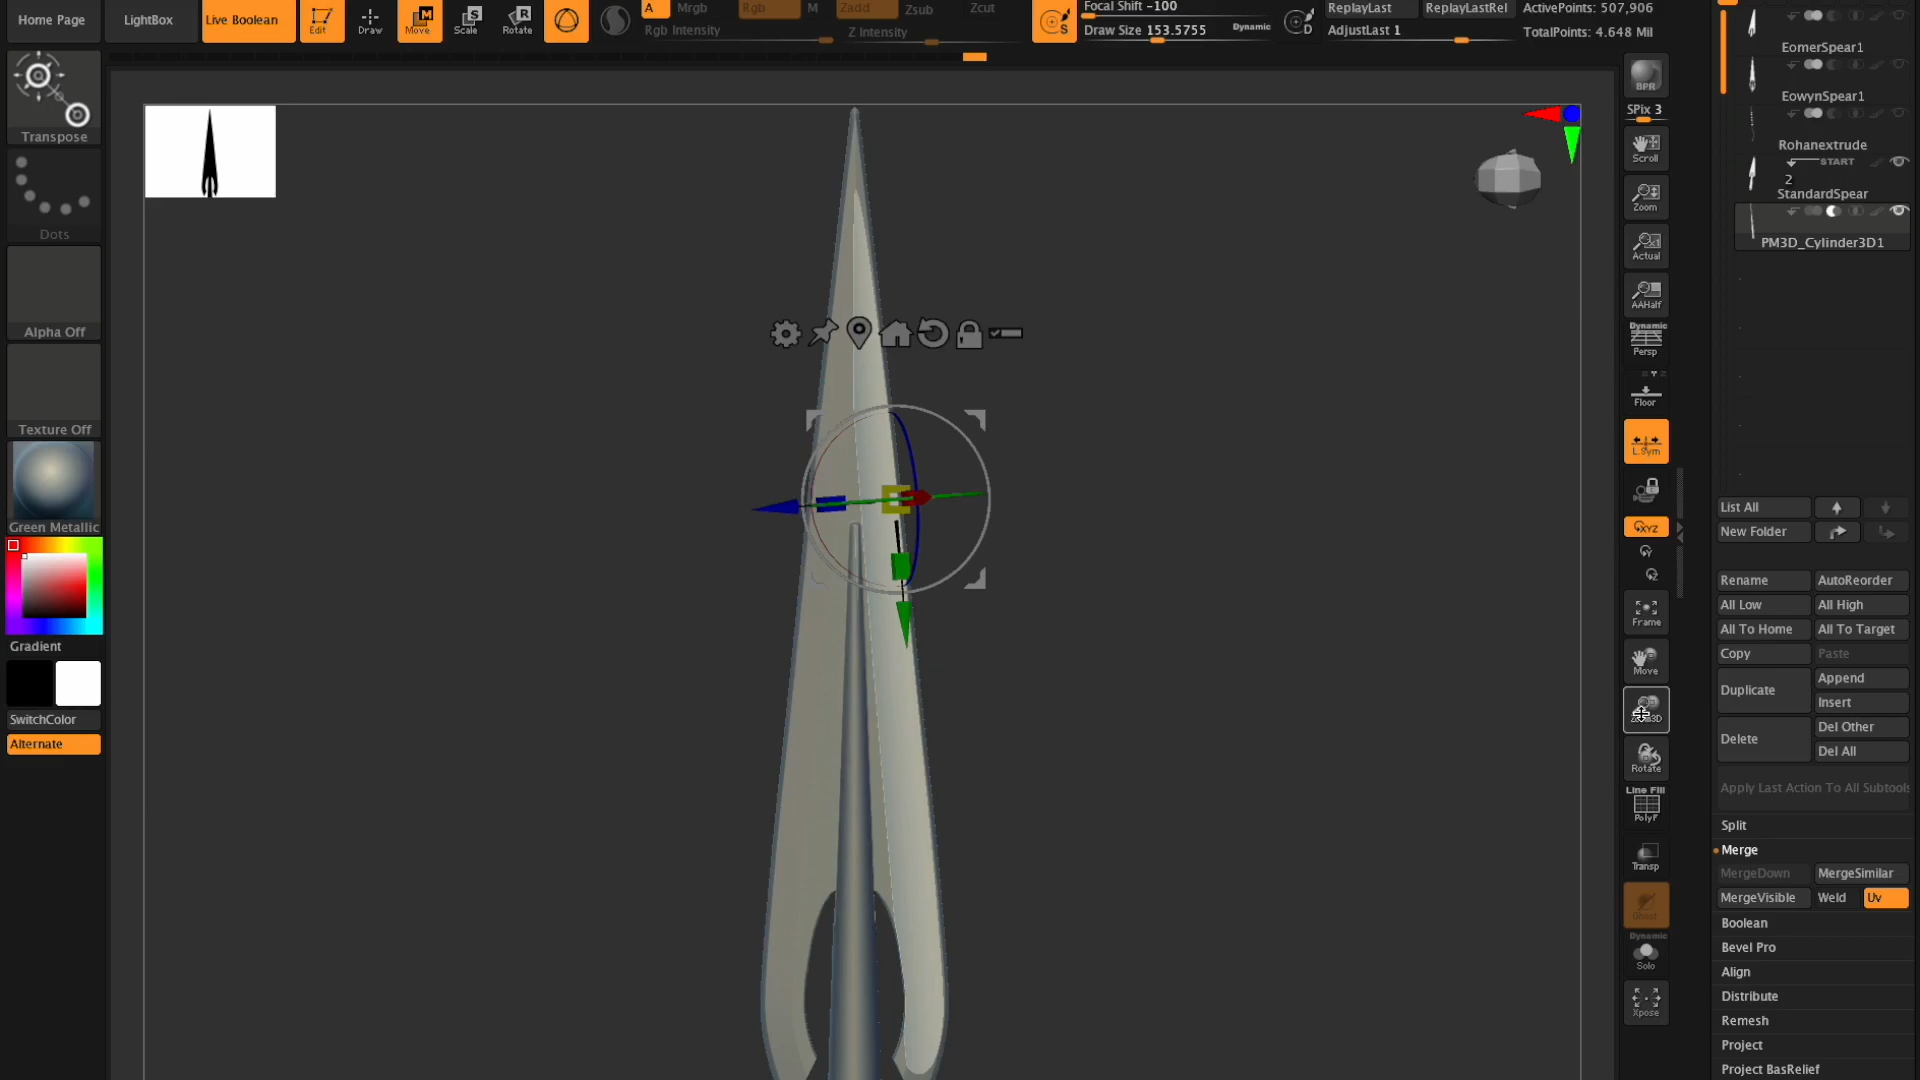 Home Page
LightBox
Live Boolean
Edit
Draw
Move
Scale
Rotate
A
Mrgb
Rgb
M
Rgb Intensity
Zadd
Zsub
Zcut
Z Intensity
Focal Shift -100
Draw Size 153.5755
Dynamic
ReplayLast
ReplayLastRel
AdjustLast 1
ActivePoints: 507,906
TotalPoints: 4.648 Mil
Transpose
Dots
Alpha Off
Texture Off
Green Metallic
Gradient
SwitchColor
Alternate
BPR
SPix 3
Scroll
Zoom
Actual
AAHalf
Dynamic
Persp
Floor
L.Sym
XYZ
Frame
Move
Rotate
Line Fill
PolyF
Transp
Ghost
Dynamic
Solo
Xpose
EomerSpear1
EowynSpear1
Rohanextrude
START
2
StandardSpear
PM3D_Cylinder3D1
List All
New Folder
Rename
AutoReorder
All Low
All High
All To Home
All To Target
Copy
Paste
Duplicate
Append
Insert
Delete
Del Other
Del All
Apply Last Action To All Subtools
Split
Merge
MergeDown
MergeSimilar
MergeVisible
Weld
Uv
Boolean
Bevel Pro
Align
Distribute
Remesh
Project
Project BasRelief